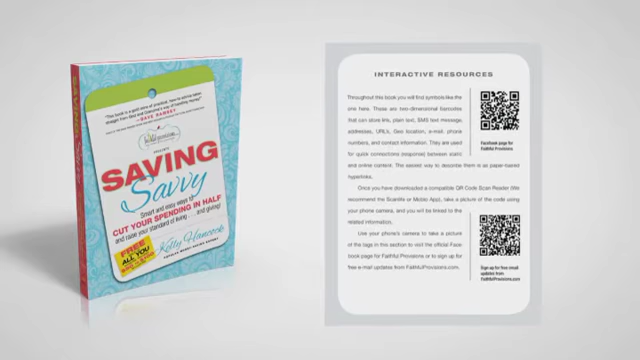 SAVING SAVVY
"This book is a gold mine of practical, how-to advice taken
straight from God and Grandma's way of handling money!"
— DAVE RAMSEY
PRESENTS
SAVING
Savvy
Smart and easy ways to
CUT YOUR SPENDING IN HALF
and raise your standard of living . . . and giving!
FREE
ALL YOU
Kelly Hancock
INTERACTIVE RESOURCES
Throughout this book you will find symbols like the
one here. These are two-dimensional Barcodes
that can store link, plain text, SMS text message,
addresses, URL's, Geo location, e-mail, phone
numbers, and contact information. They are used
for quick connections (response) between static
and online content. The easiest way to describe them is as paper-based
hyperlinks.
Once you have downloaded a compatible QR Code Scan Reader (We
recommend the Scanlife or Mobio App), take a picture of the code using
your phone camera, and you will be linked to the
related information.
Use your phone's camera to take a picture
of the tags in this section to visit the official Face
book page for Faithful Provisions or to sign up for
free e-mail updates from FaithfulProvisions.com.
Facebook page for
Faithful Provisions
Sign up for free email
updates from
FaithfulProvisions.com